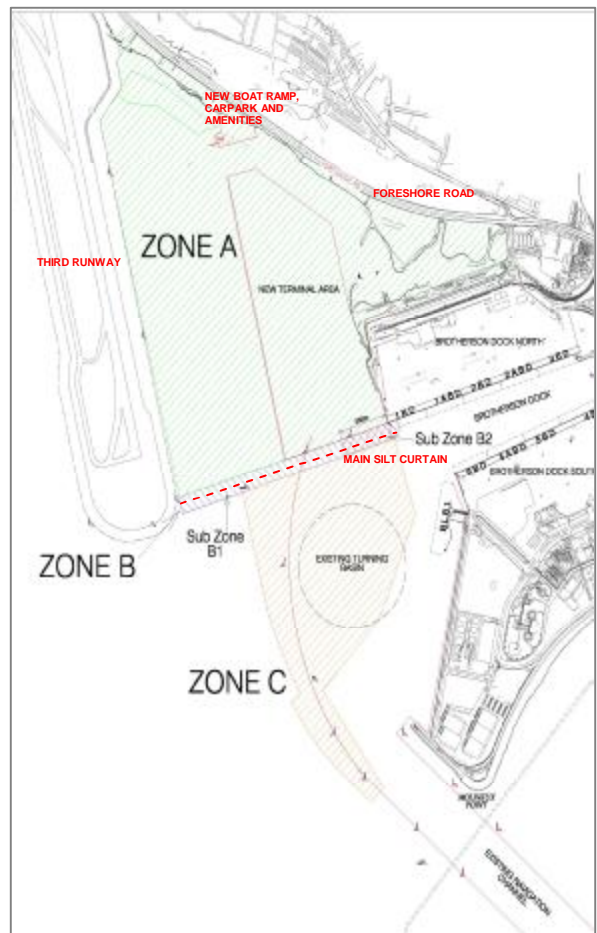 NEW BOAT RAMP,
CARPARK AND
AMENITIES
FORESHORE ROAD
ZONE A
THIRD RUNWAY
NEW TERMINAL AREA
BROTHERSON DOCK NORTH
BROTHERSON DOCK
Sub Zone B2
MAIN SILT CURTAIN
BROTHERSON DOCK SOUTH
Sub Zone
B1
ZONE B
EXISTING TURNING
BASIN
ZONE C
MOLINEUX
POINT
EXISTING NAVIGATION
CHANNEL